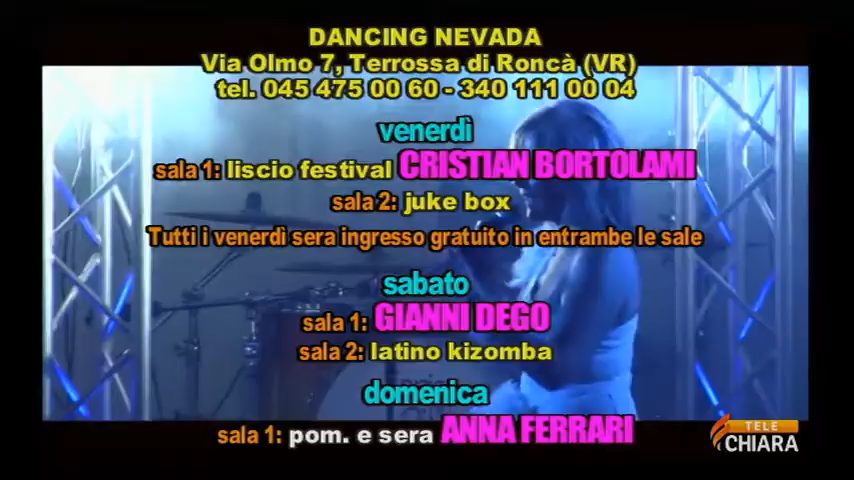 DANCING NEVADA
Via Olmo 7, Terrossa di Roncà (VR)
tel. 045 475 00 60 - 340 111 00 04
venerdì
sala 1: liscio festival CRISTIAN BORTOLAMI
sala 2: juke box
Tutti i venerdì sera ingresso gratuito in entrambe le sale
sabato
sala 1: GIANNI DEGO
sala 2: latino kizomba
domenica
sala 1: pom. e sera ANNA FERRARI
TELE
CHIARA